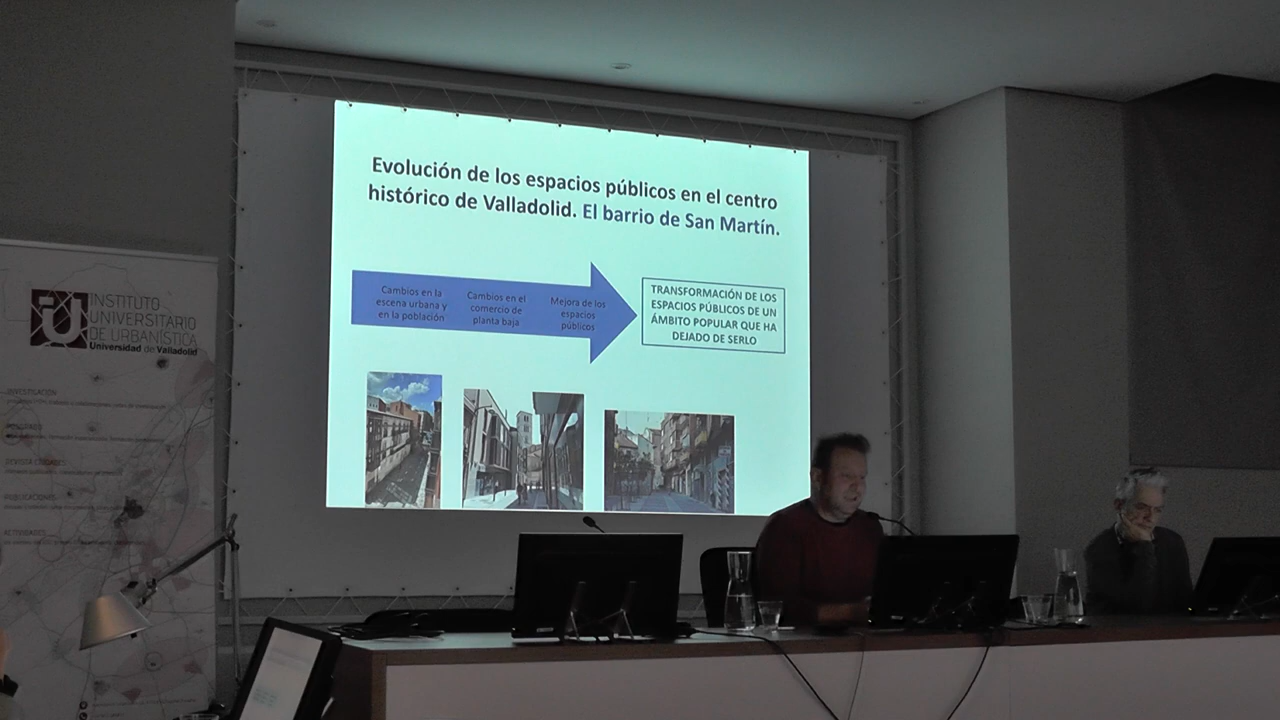 Evolución de los espacios públicos en el centro
histórico de Valladolid. El barrio de San Martín.
Cambios en la
escena urbana y
en la población
Cambios en el
comercio de
planta baja
Mejora de los
espacios
públicos
TRANSFORMACIÓN DE LOS
ESPACIOS PÚBLICOS DE UN
ÁMBITO POPULAR QUE HA
DEJADO DE SERLO
INSTITUTO
UNIVERSITARIO
DE URBANÍSTICA
Universidad de Valladolid
INVESTIGACIÓN
PUBLICACIONES
ACTIVIDADES